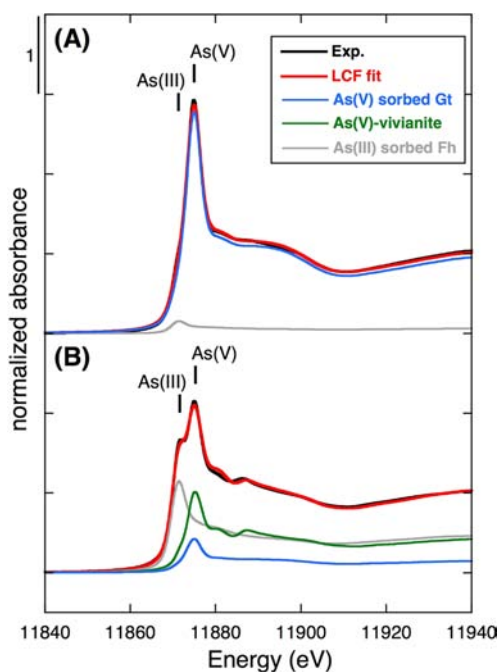 1
(A)
As(V)
As(III)
Exp.
LCF fit
As(V) sorbed Gt
As(V)-vivianite
As(III) sorbed Fh
normalized absorbance
(B)
As(V)
As(III)
11840 11860 11880 11900 11920 11940
Energy (eV)